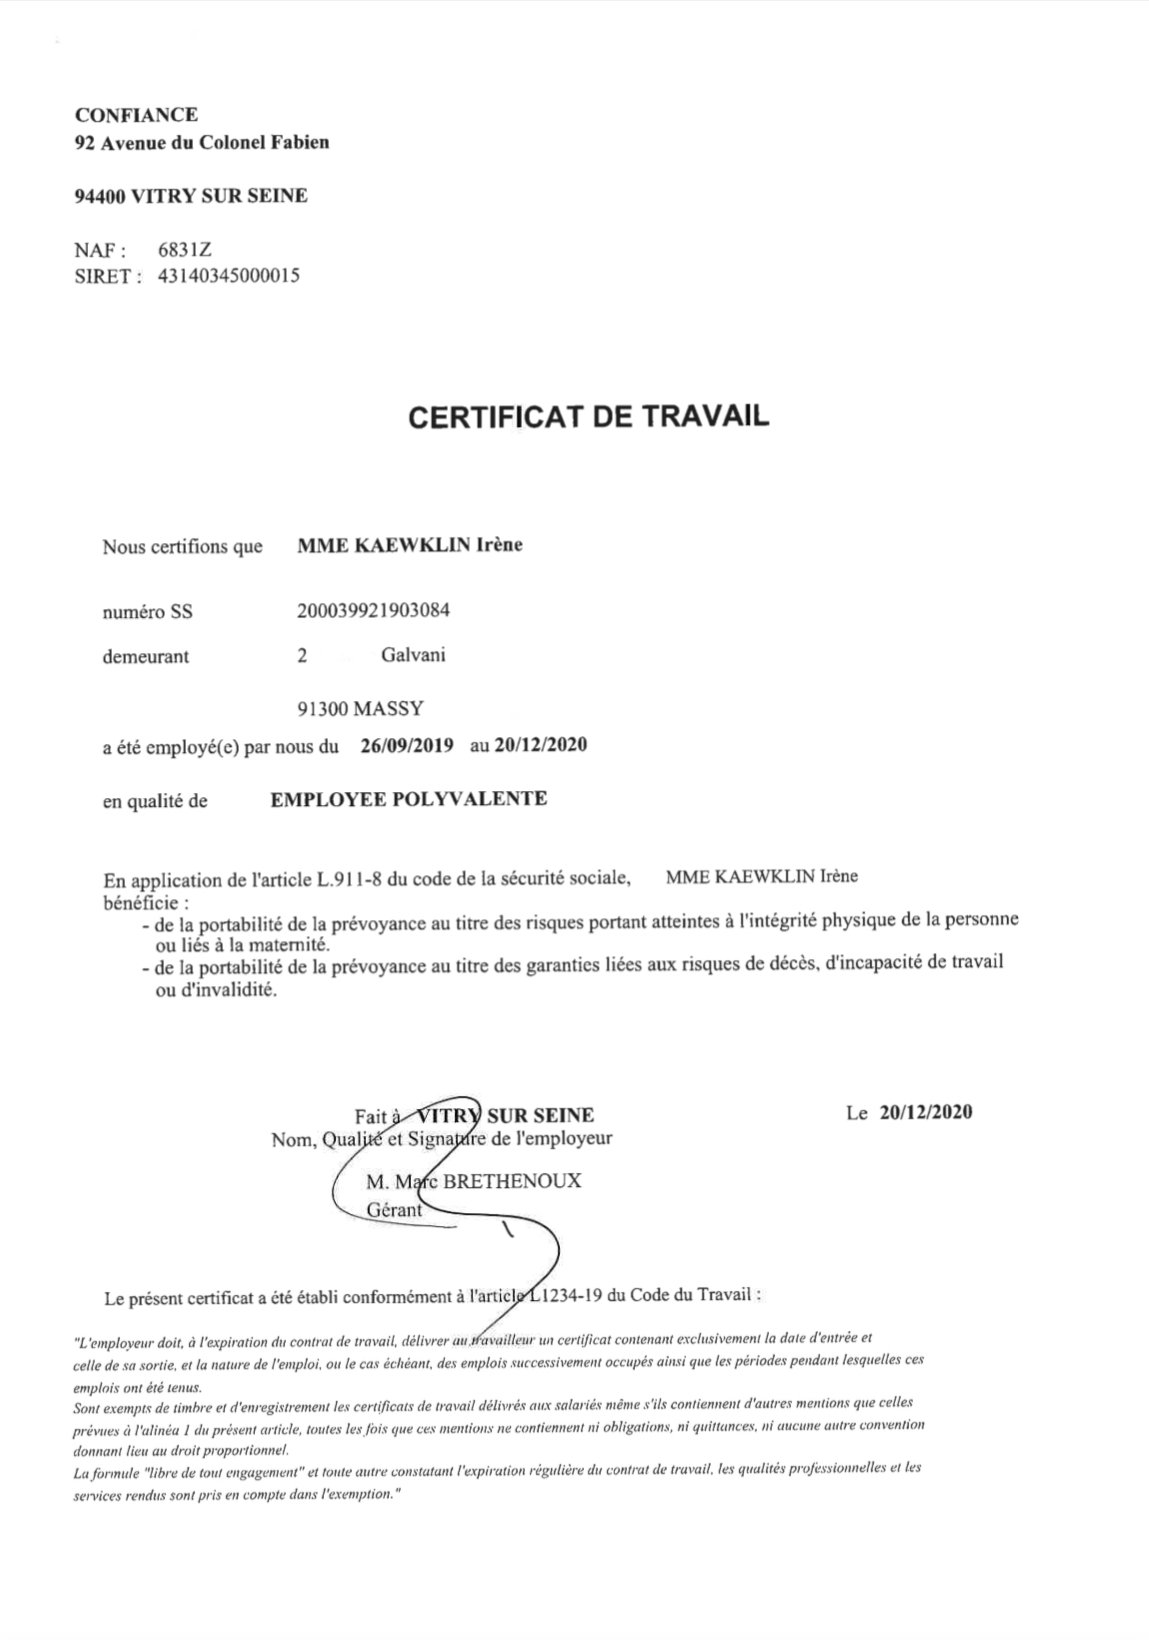 CONFIANCE
92 Avenue du Colonel Fabien
94400 VITRY SUR SEINE
NAF : 6831Z
SIRET : 43140345000015
CERTIFICAT DE TRAVAIL
Nous certifions que MME KAEWKLIN Irène
numéro SS 200039921903084
demeurant 2 Galvani
91300 MASSY
a été employé(e) par nous du 26/09/2019 au 20/12/2020
en qualité de EMPLOYEE POLYVALENTE
En application de l'article L.911-8 du code de la sécurité sociale, MME KAEWKLIN Irène
bénéficie :
- de la portabilité de la prévoyance au titre des risques portant atteintes à l'intégrité physique de la personne
ou liés à la maternité.
- de la portabilité de la prévoyance au titre des garanties liées aux risques de décès, d'incapacité de travail
ou d'invalidité.
Fait à VITRY SUR SEINE Le 20/12/2020
Nom, Qualité et Signature de l'employeur
M. Marc BRETHENOUX
Gérant
Le présent certificat a été établi conformément à l'article L1234-19 du Code du Travail :
"L'employeur doit, à l'expiration du contrat de travail, délivrer au travailleur un certificat contenant exclusivement la date d'entrée et
celle de sa sortie, et la nature de l'emploi, ou le cas échéant, des emplois successivement occupés ainsi que les périodes pendant lesquelles ces
emplois ont été tenus.
Sont exempts de timbre et d'enregistrement les certificats de travail délivrés aux salariés même s'ils contiennent d'autres mentions que celles
prévues à l'alinéa 1 du présent article, toutes les fois que ces mentions ne contiennent ni obligations, ni quittances, ni aucune autre convention
donnant lieu au droit proportionnel.
La formule "libre de tout engagement" et toute autre constatant l'expiration régulière du contrat de travail, les qualités professionnelles et les
services rendus sont pris en compte dans l'exemption."